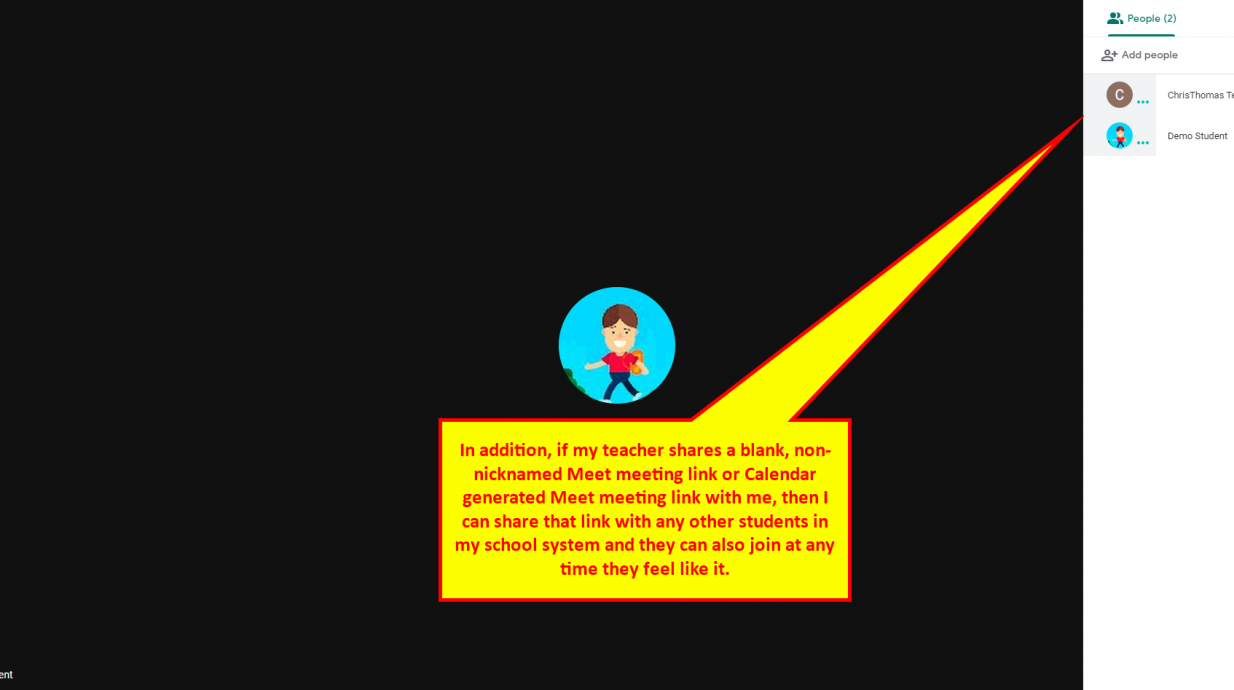 People (2)
Add people
C
ChrisThomas Te
Demo Student
In addition, if my teacher shares a blank, non-
nicknamed Meet meeting link or Calendar
generated Meet meeting link with me, then I
can share that link with any other students in
my school system and they can also join at any
time they feel like it.
ent